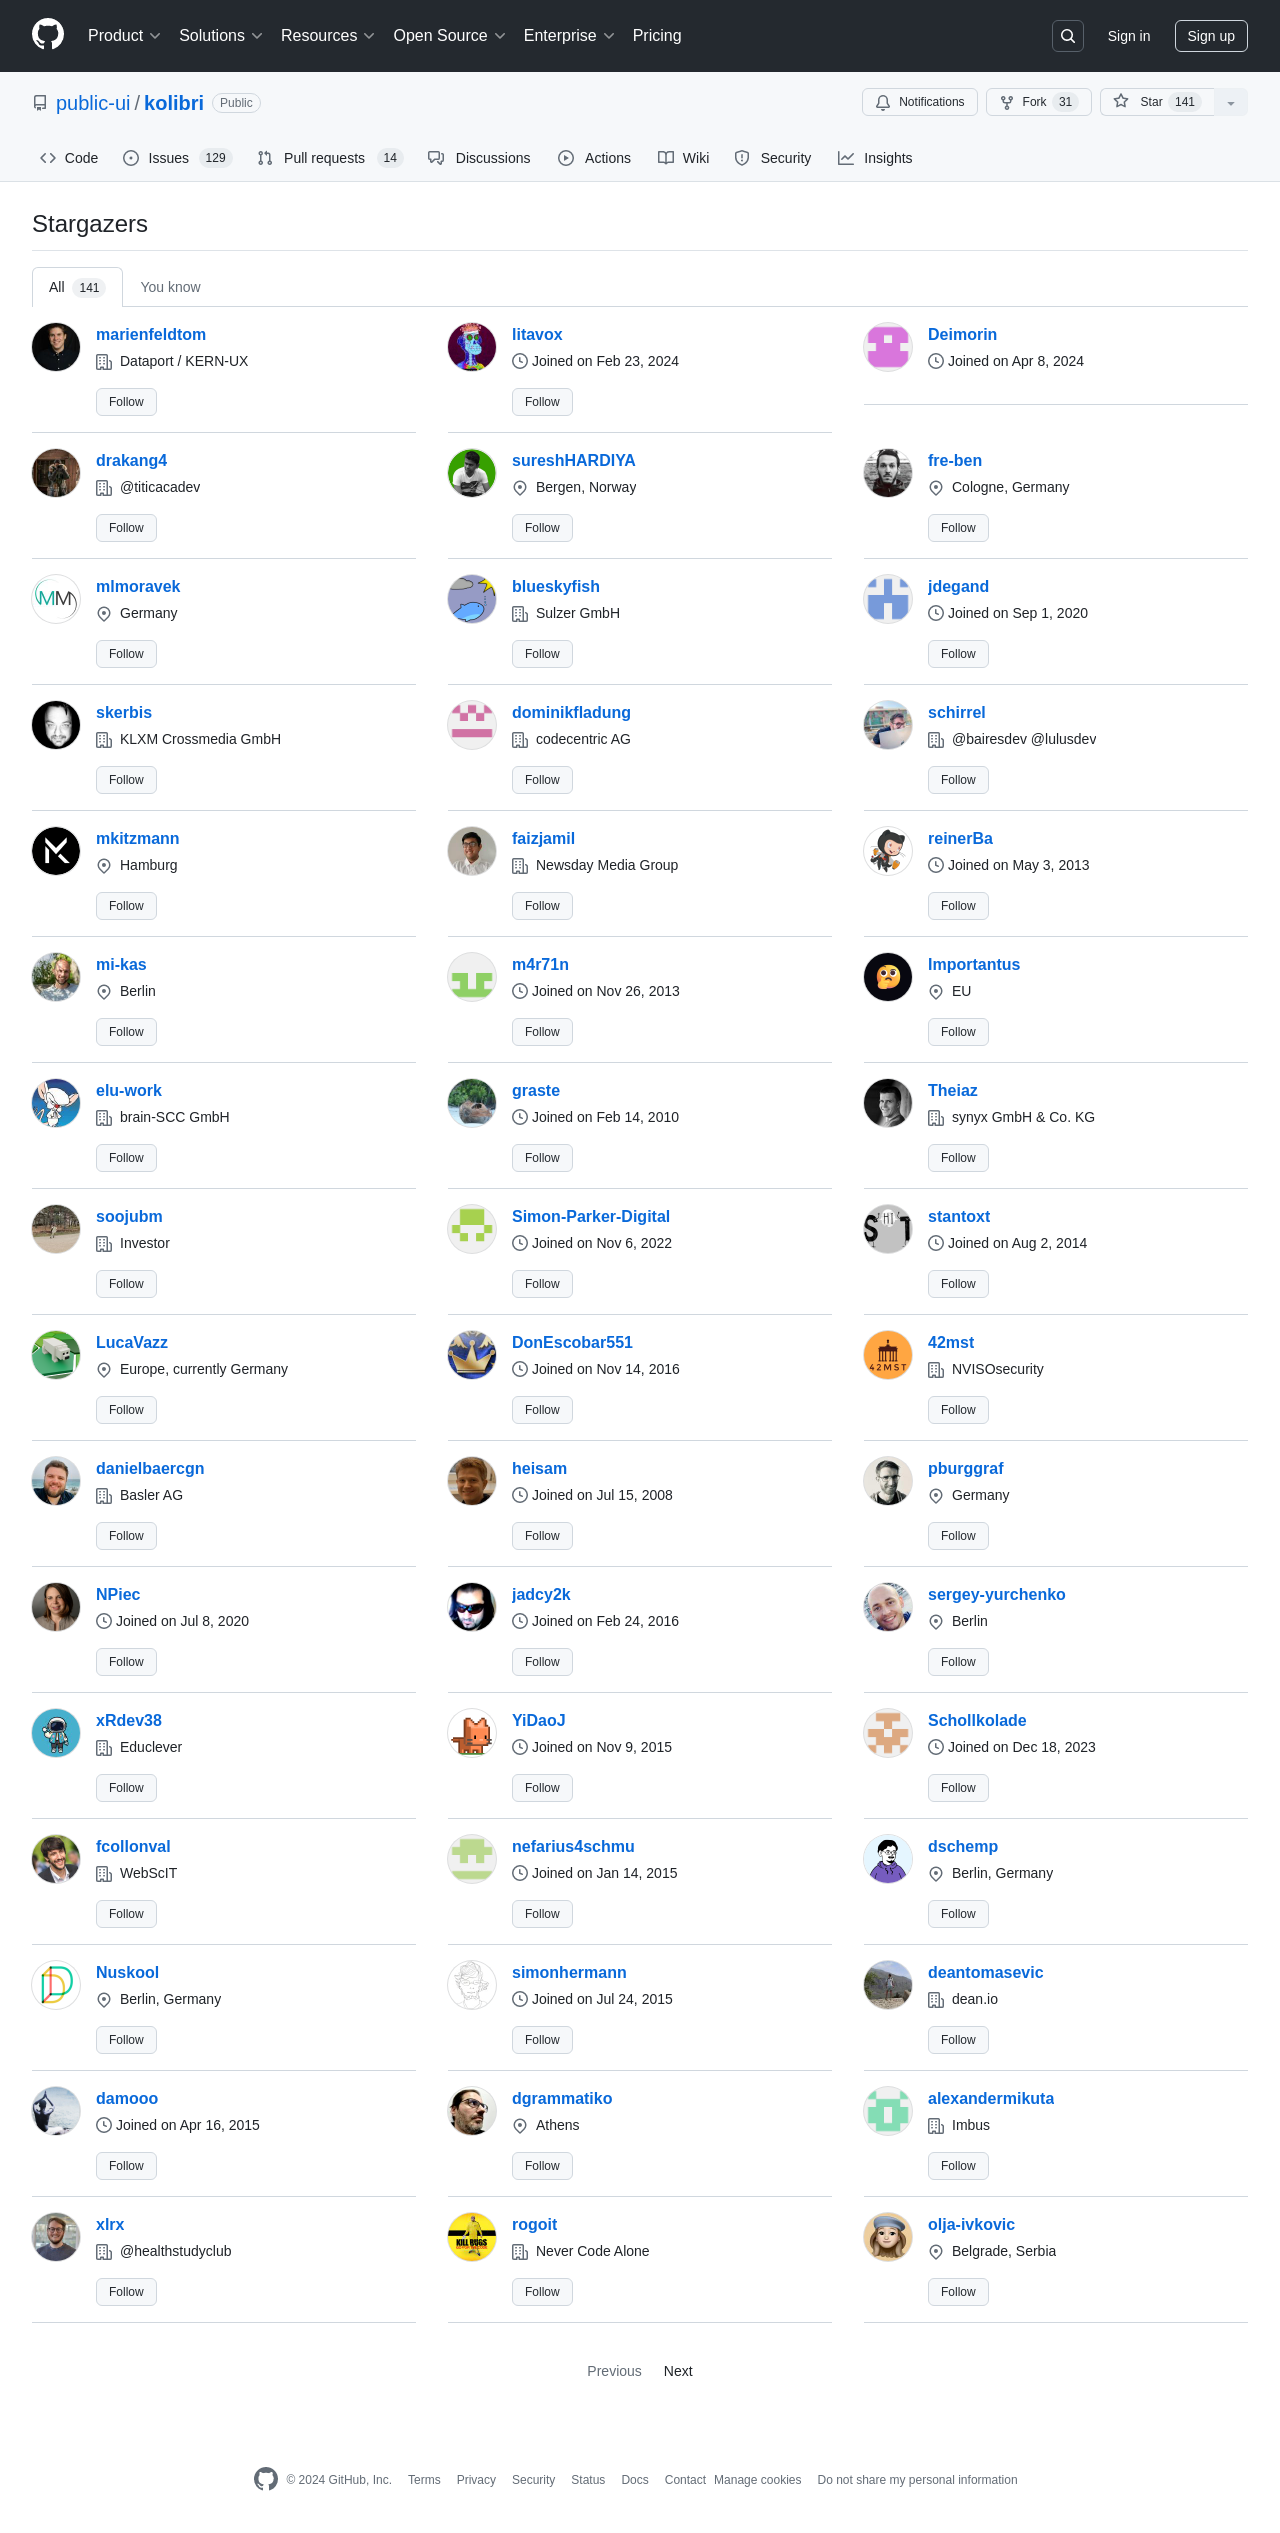 Product Solutions Resources Open Source Enterprise Pricing Sign in Sign up
public-ui / kolibri Public Notifications Fork 31 Star 141
Code Issues 129 Pull requests 14 Discussions Actions Wiki Security Insights
Stargazers
All 141 You know
marienfeldtom
Dataport / KERN-UX
Follow
litavox
Joined on Feb 23, 2024
Follow
Deimorin
Joined on Apr 8, 2024
drakang4
@titicacadev
Follow
sureshHARDIYA
Bergen, Norway
Follow
fre-ben
Cologne, Germany
Follow
MM
mlmoravek
Germany
Follow
blueskyfish
Sulzer GmbH
Follow
jdegand
Joined on Sep 1, 2020
Follow
skerbis
KLXM Crossmedia GmbH
Follow
dominikfladung
codecentric AG
Follow
schirrel
@bairesdev @lulusdev
Follow
mkitzmann
Hamburg
Follow
faizjamil
Newsday Media Group
Follow
reinerBa
Joined on May 3, 2013
Follow
mi-kas
Berlin
Follow
m4r71n
Joined on Nov 26, 2013
Follow
Importantus
EU
Follow
elu-work
brain-SCC GmbH
Follow
graste
Joined on Feb 14, 2010
Follow
Theiaz
synyx GmbH & Co. KG
Follow
soojubm
Investor
Follow
Simon-Parker-Digital
Joined on Nov 6, 2022
Follow
stantoxt
Joined on Aug 2, 2014
Follow
LucaVazz
Europe, currently Germany
Follow
DonEscobar551
Joined on Nov 14, 2016
Follow
42MST
42mst
NVISOsecurity
Follow
danielbaercgn
Basler AG
Follow
heisam
Joined on Jul 15, 2008
Follow
pburggraf
Germany
Follow
NPiec
Joined on Jul 8, 2020
Follow
jadcy2k
Joined on Feb 24, 2016
Follow
sergey-yurchenko
Berlin
Follow
xRdev38
Educlever
Follow
YiDaoJ
Joined on Nov 9, 2015
Follow
Schollkolade
Joined on Dec 18, 2023
Follow
fcollonval
WebScIT
Follow
nefarius4schmu
Joined on Jan 14, 2015
Follow
dschemp
Berlin, Germany
Follow
Nuskool
Berlin, Germany
Follow
simonhermann
Joined on Jul 24, 2015
Follow
deantomasevic
dean.io
Follow
damooo
Joined on Apr 16, 2015
Follow
dgrammatiko
Athens
Follow
alexandermikuta
Imbus
Follow
xlrx
@healthstudyclub
Follow
KILL BUGS
rogoit
Never Code Alone
Follow
olja-ivkovic
Belgrade, Serbia
Follow
Previous Next
© 2024 GitHub, Inc. Terms Privacy Security Status Docs Contact Manage cookies Do not share my personal information